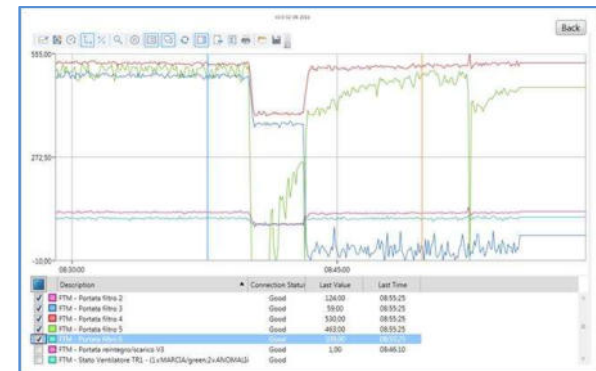 Back
555,00
272,50
-10,00
08:30:00
08:45:00
Description Connection Status Last Value Last Time
FTM - Portata filtro 2 Good 124,00 08:55:25
FTM - Portata filtro 3 Good 59,00 08:55:25
FTM - Portata filtro 4 Good 530,00 08:55:25
FTM - Portata filtro 5 Good 463,00 08:55:25
FTM - Portata filtro 6 Good 08:55:25
FTM - Portata reintegro/scarico V3 Good 1,00 08:46:10
FTM - Stato Ventilatore TR1 - (1=MARCIA/green;2=ANOMALI Good